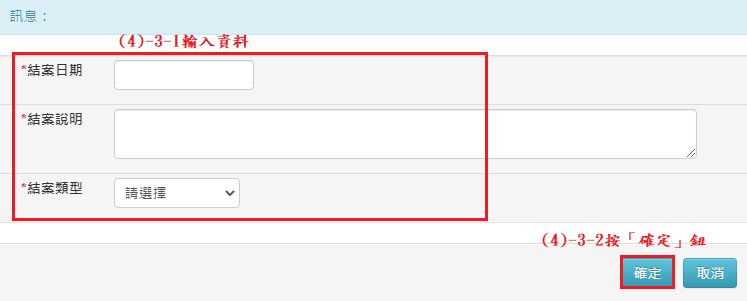 訊息：
(4)-3-1輸入資料
*結案日期
*結案說明
*結案類型
請選擇
(4)-3-2按「確定」鈕
確定
取消